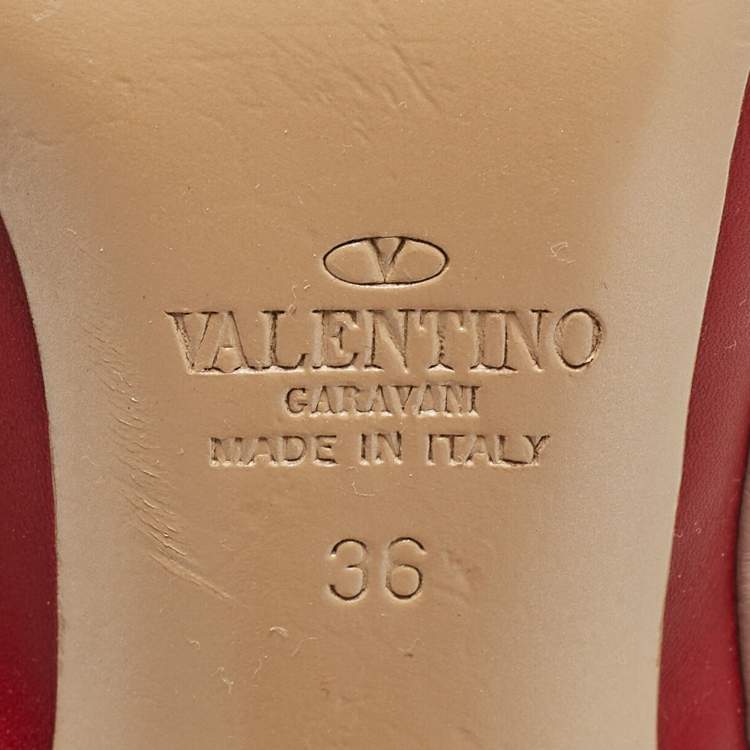 V
VALENTINO
GARAVANI
MADE IN ITALY
36